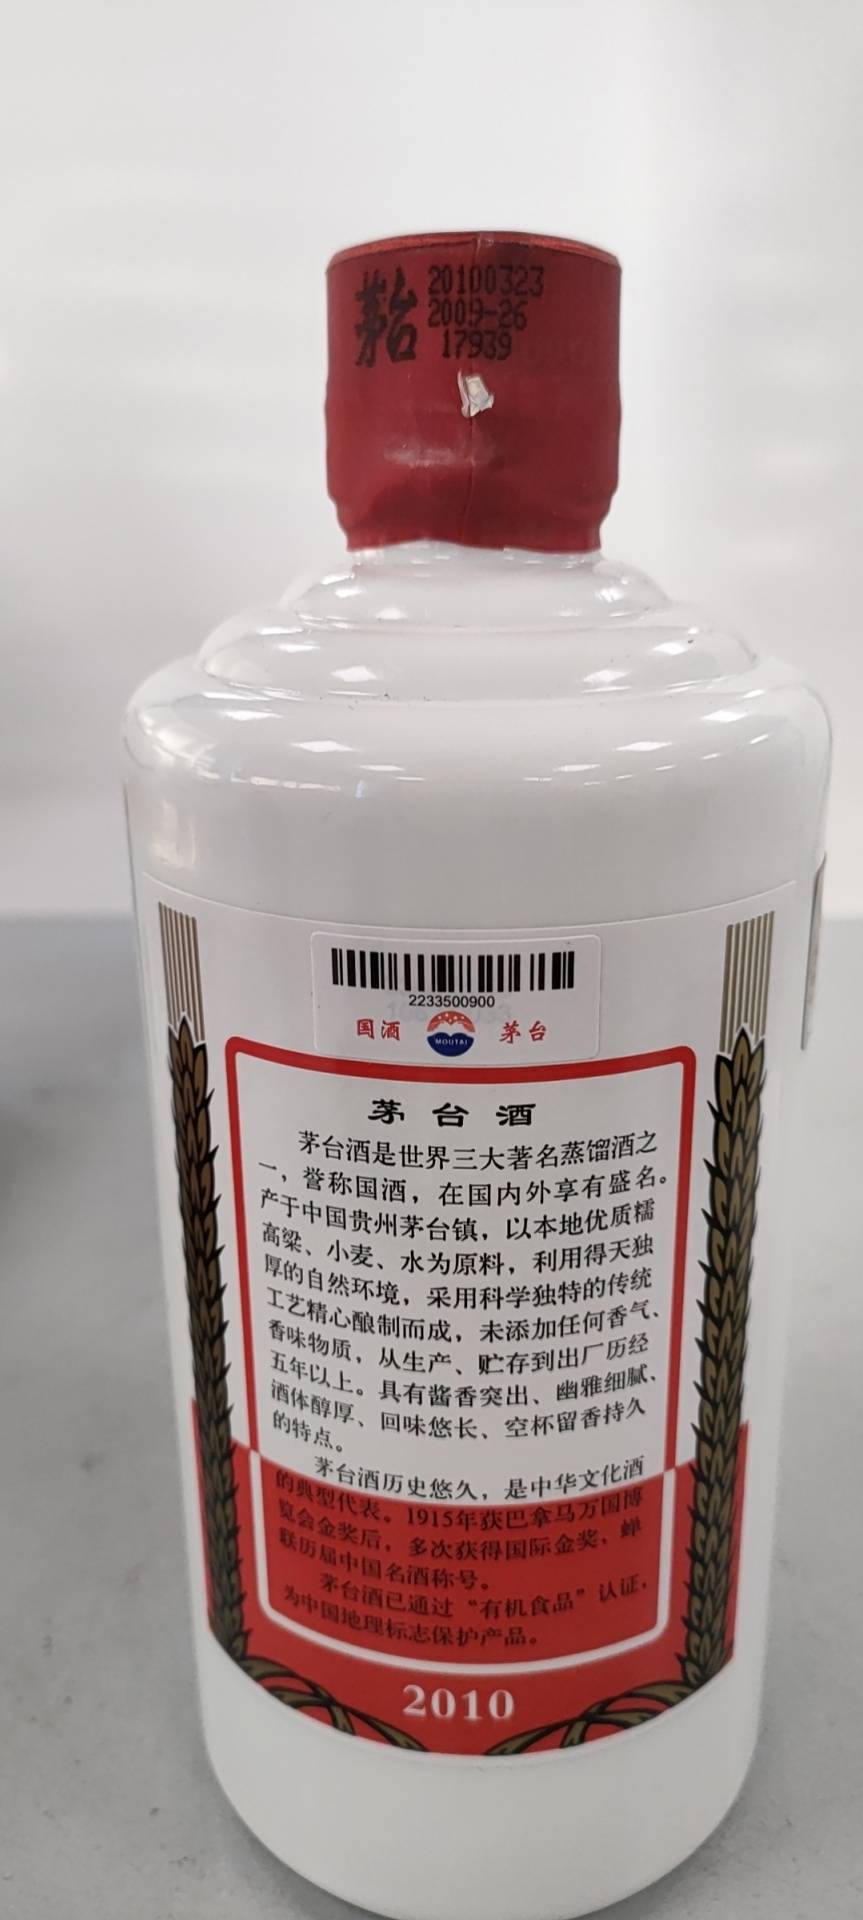 茅台
20100323
2009-26
17939
2233500900
国酒 MOUTAI 茅台
茅台酒
茅台酒是世界三大著名蒸馏酒之
一，誉称国酒，在国内外享有盛名。
产于中国贵州茅台镇，以本地优质糯
高粱、小麦、水为原料，利用得天独
厚的自然环境，采用科学独特的传统
工艺精心酿制而成，未添加任何香气、
香味物质，从生产、贮存到出厂历经
五年以上。具有酱香突出、幽雅细腻、
酒体醇厚、回味悠长、空杯留香持久
的特点。
茅台酒历史悠久，是中华文化酒
的典型代表。1915年获巴拿马万国博
览会金奖后，多次获得国际金奖，蝉
联历届中国名酒称号。
茅台酒已通过“有机食品”认证，
为中国地理标志保护产品。
2010